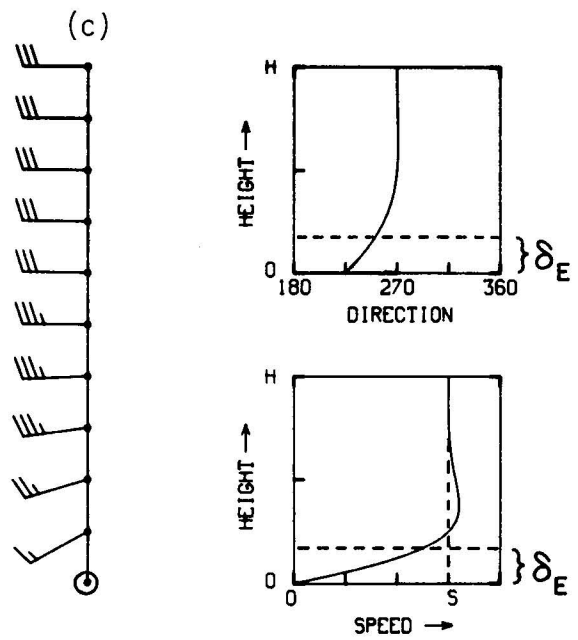 (c)
H
HEIGHT →
0
} δE
180 270 360
DIRECTION
H
HEIGHT →
0
} δE
0 S
SPEED →